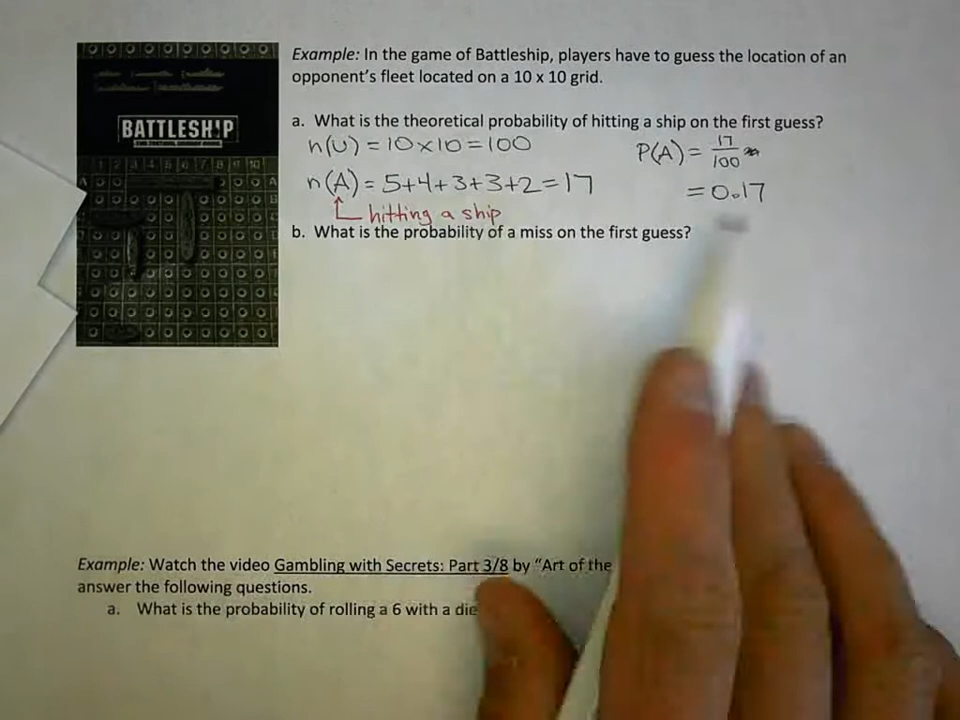 Example: In the game of Battleship, players have to guess the location of an
opponent's fleet located on a 10 x 10 grid.
BATTLESHIP
a. What is the theoretical probability of hitting a ship on the first guess?
n(U) = 10 × 10 = 100
P(A) = 17/100
n(A) = 5+4+3+3+2 = 17
= 0.17
hitting a ship
b. What is the probability of a miss on the first guess?
Example: Watch the video Gambling with Secrets: Part 3/8 by "Art of the
answer the following questions.
a. What is the probability of rolling a 6 with a die